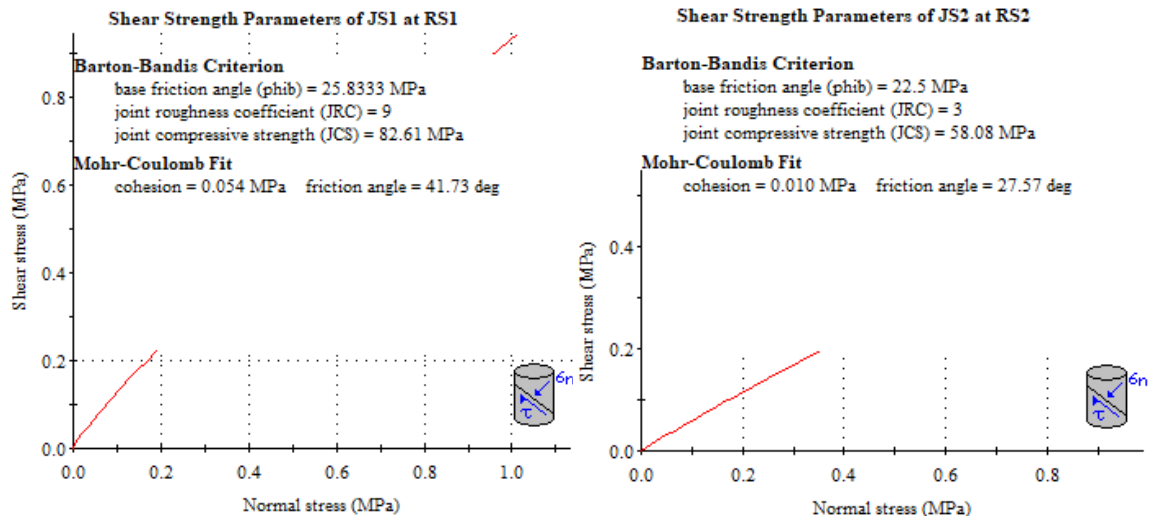 Shear Strength Parameters of JS1 at RS1
Barton-Bandis Criterion
base friction angle (phib) = 25.8333 MPa
joint roughness coefficient (JRC) = 9
joint compressive strength (JCS) = 82.61 MPa
Mohr-Coulomb Fit
cohesion = 0.054 MPa friction angle = 41.73 deg
Shear stress (MPa)
0.8
0.6
0.4
0.2
0.0
0.0 0.2 0.4 0.6 0.8 1.0
Normal stress (MPa)
6n
τ
Shear Strength Parameters of JS2 at RS2
Barton-Bandis Criterion
base friction angle (phib) = 22.5 MPa
joint roughness coefficient (JRC) = 3
joint compressive strength (JCS) = 58.08 MPa
Mohr-Coulomb Fit
cohesion = 0.010 MPa friction angle = 27.57 deg
Shear stress (MPa)
0.4
0.2
0.0
0.0 0.2 0.4 0.6 0.8
Normal stress (MPa)
6n
τ